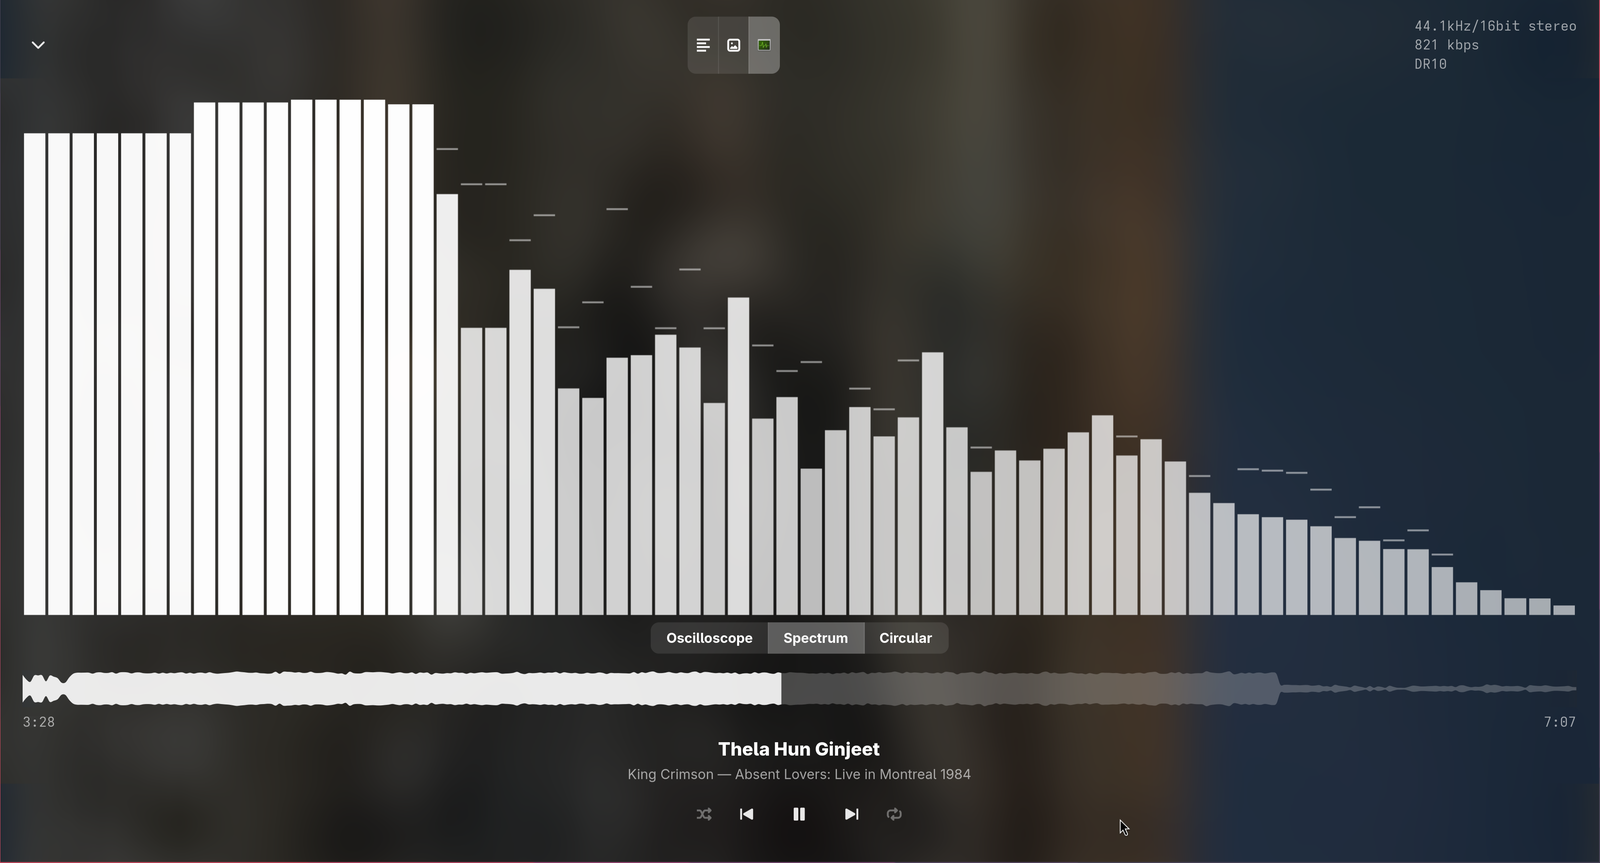 44.1kHz/16bit stereo
821 kbps
DR10
Oscilloscope Spectrum Circular
3:28 7:07
Thela Hun Ginjeet
King Crimson — Absent Lovers: Live in Montreal 1984